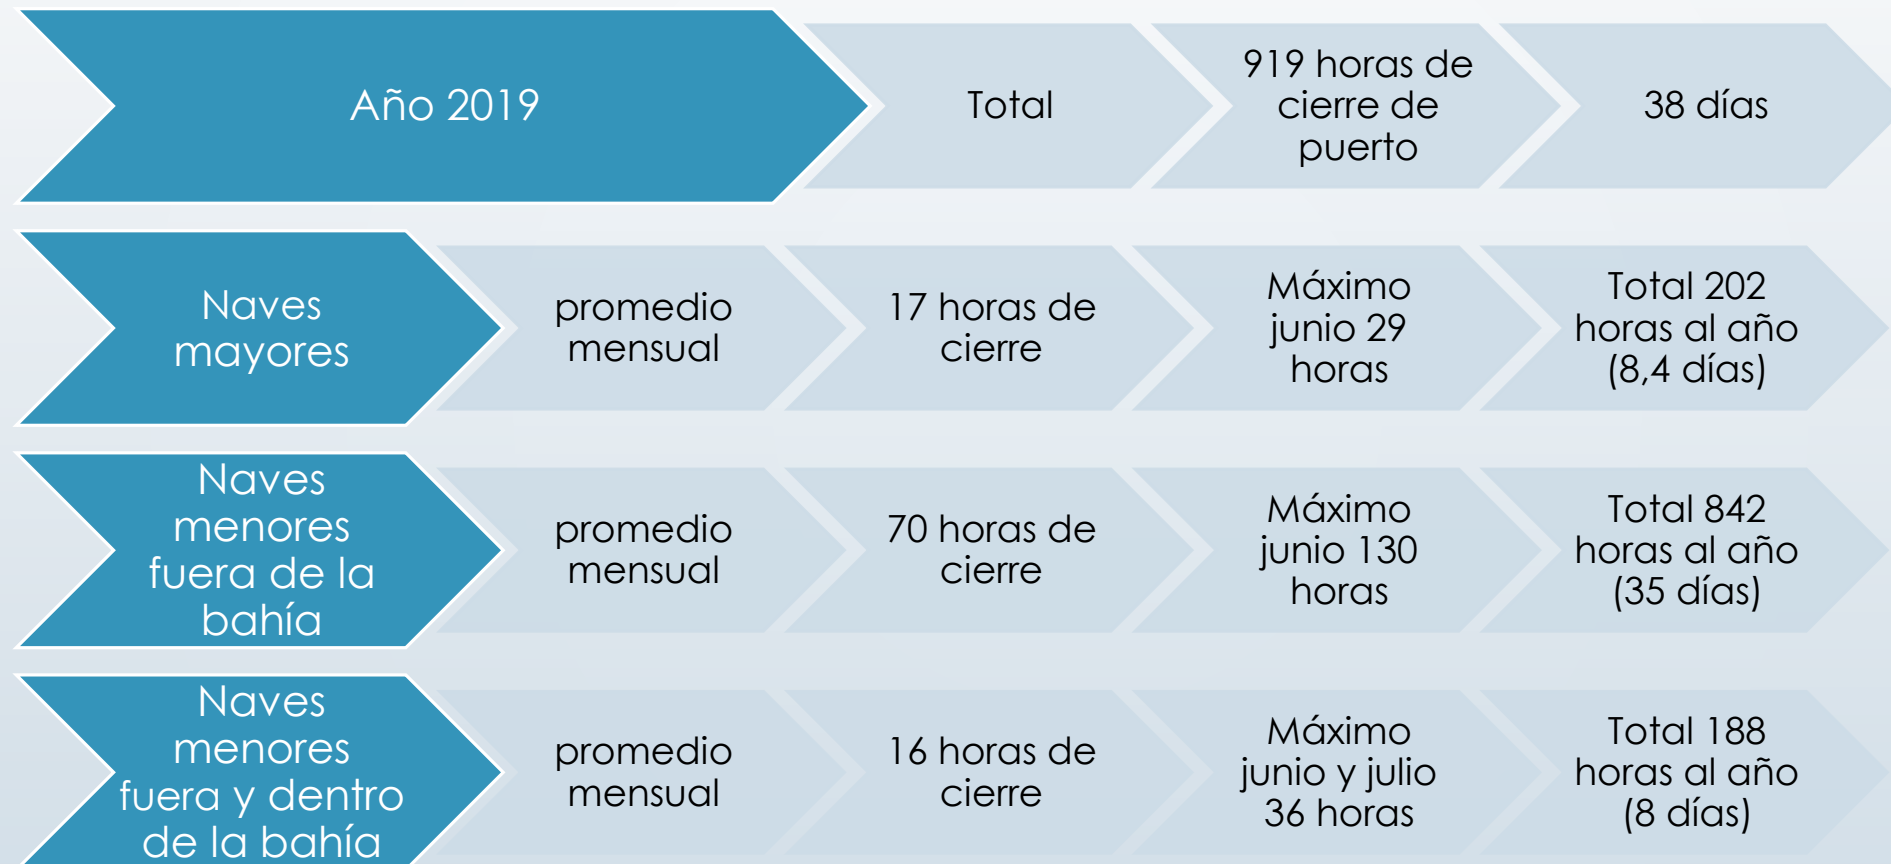 Año 2019
Total
919 horas de
cierre de
puerto
38 días
Naves
mayores
promedio
mensual
17 horas de
cierre
Máximo
junio 29
horas
Total 202
horas al año
(8,4 días)
Naves
menores
fuera de la
bahía
promedio
mensual
70 horas de
cierre
Máximo
junio 130
horas
Total 842
horas al año
(35 días)
Naves
menores
fuera y dentro
de la bahía
promedio
mensual
16 horas de
cierre
Máximo
junio y julio
36 horas
Total 188
horas al año
(8 días)